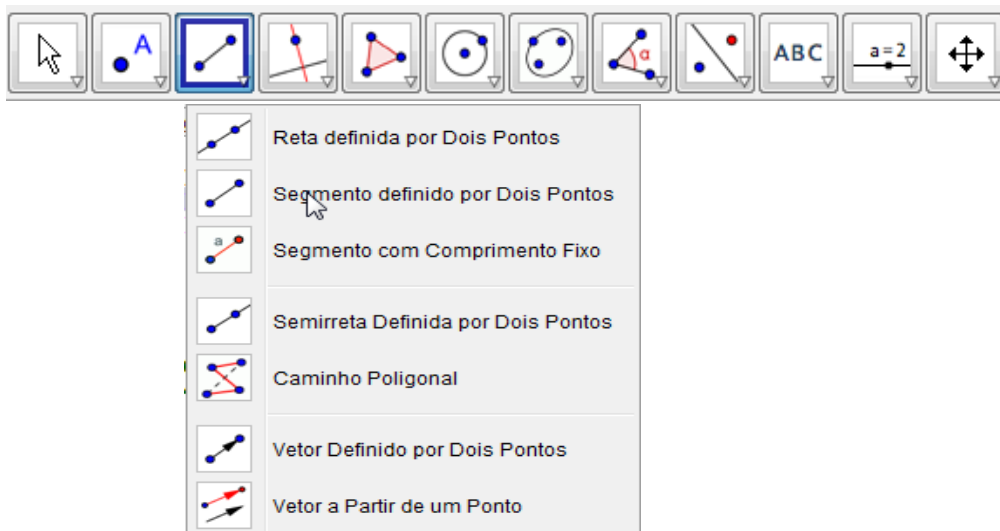 A
α
ABC
a=2
Reta definida por Dois Pontos
Segmento definido por Dois Pontos
a
Segmento com Comprimento Fixo
Semirreta Definida por Dois Pontos
Caminho Poligonal
Vetor Definido por Dois Pontos
Vetor a Partir de um Ponto